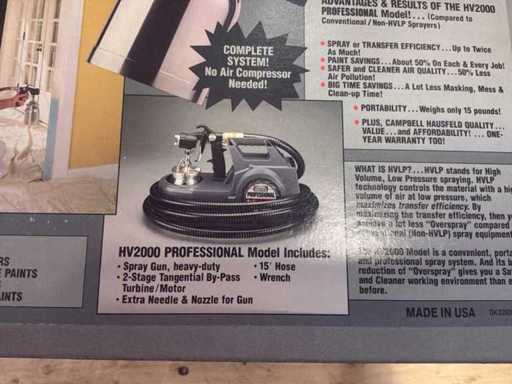 ADVANTAGES & RESULTS OF THE HV2000
PROFESSIONAL Model!... (Compared to
Conventional/Non-HVLP Sprayers)
• SPRAY or TRANSFER EFFICIENCY...Up to Twice
As Much!
• PAINT SAVINGS...About 50% On Each & Every Job!
• SAFER and CLEANER AIR QUALITY...50% Less
Air Pollution!
• BIG TIME SAVINGS...A Lot Less Masking, Mess &
Clean-up Time!
• PORTABILITY...Weighs only 15 pounds!
• PLUS, CAMPBELL HAUSFELD QUALITY...
VALUE...and AFFORDABILITY! ... ONE-
YEAR WARRANTY TOO!
COMPLETE
SYSTEM!
No Air Compressor
Needed!
WHAT IS HVLP?...HVLP stands for High
Volume, Low Pressure spraying. HVLP
technology controls the material with a hi
volume of air at low pressure, which
maximizes transfer efficiency. By
maximizing the transfer efficiency, then yo
a lot less "Overspray" compared
(Non-HVLP) spray equipment
2000 Model is a convenient, porta
and professional spray system. And its b
reduction of "Overspray" gives you a Sa
and Cleaner working environment than e
before.
HV2000 PROFESSIONAL Model Includes:
• Spray Gun, heavy-duty
• 2-Stage Tangential By-Pass
Turbine/Motor
• Extra Needle & Nozzle for Gun
• 15' Hose
• Wrench
RS
PAINTS
AINTS
MADE IN USA